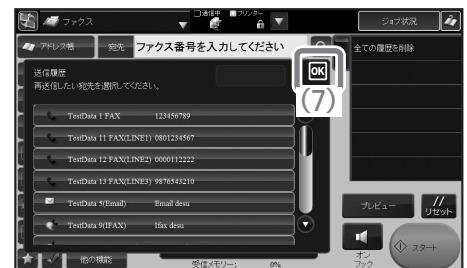 ファクス
送信中
プリンター
ジョブ状況
アドレス帳 宛先 ファクス番号を入力してください
全ての履歴を削除
送信履歴
再送信したい宛先を選択してください。
OK
(7)
TestData 1 FAX 123456789
TestData 11 FAX(LINE1) 0801234567
TestData 12 FAX(LINE2) 0000112222
TestData 13 FAX(LINE3) 9876543210
TestData 5(Email) Email desu
TestData 9(IFAX) Ifax desu
プレビュー
リセット
オン
フック
スタート
他の機能
受信メモリー: 0%